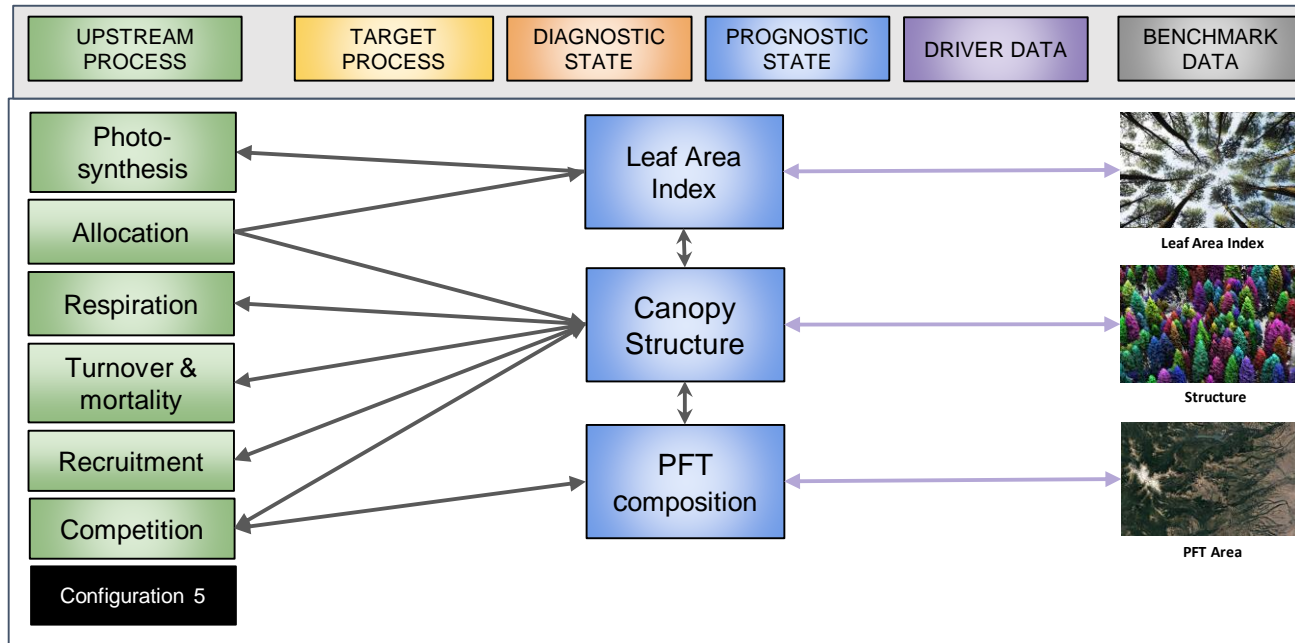 UPSTREAM
PROCESS
TARGET
PROCESS
DIAGNOSTIC
STATE
PROGNOSTIC
STATE
DRIVER DATA
BENCHMARK
DATA
Photo-
synthesis
Allocation
Respiration
Turnover &
mortality
Recruitment
Competition
Configuration 5
Leaf Area
Index
Canopy
Structure
PFT
composition
Leaf Area Index
Structure
PFT Area